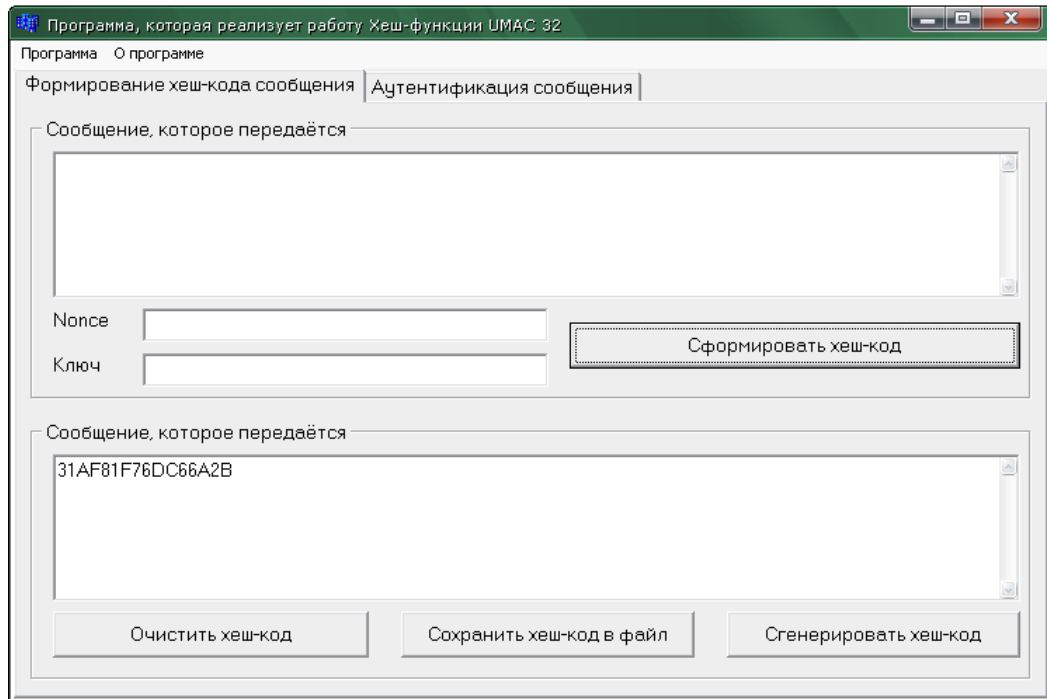 Программа, которая реализует работу Хеш-функции UMAC 32
Программа О программе
Формирование хеш-кода сообщения Аутентификация сообщения
Сообщение, которое передаётся
Nonce
Сформировать хеш-код
Ключ
Сообщение, которое передаётся
31AF81F76DC66A2B
Очистить хеш-код Сохранить хеш-код в файл Сгенерировать хеш-код